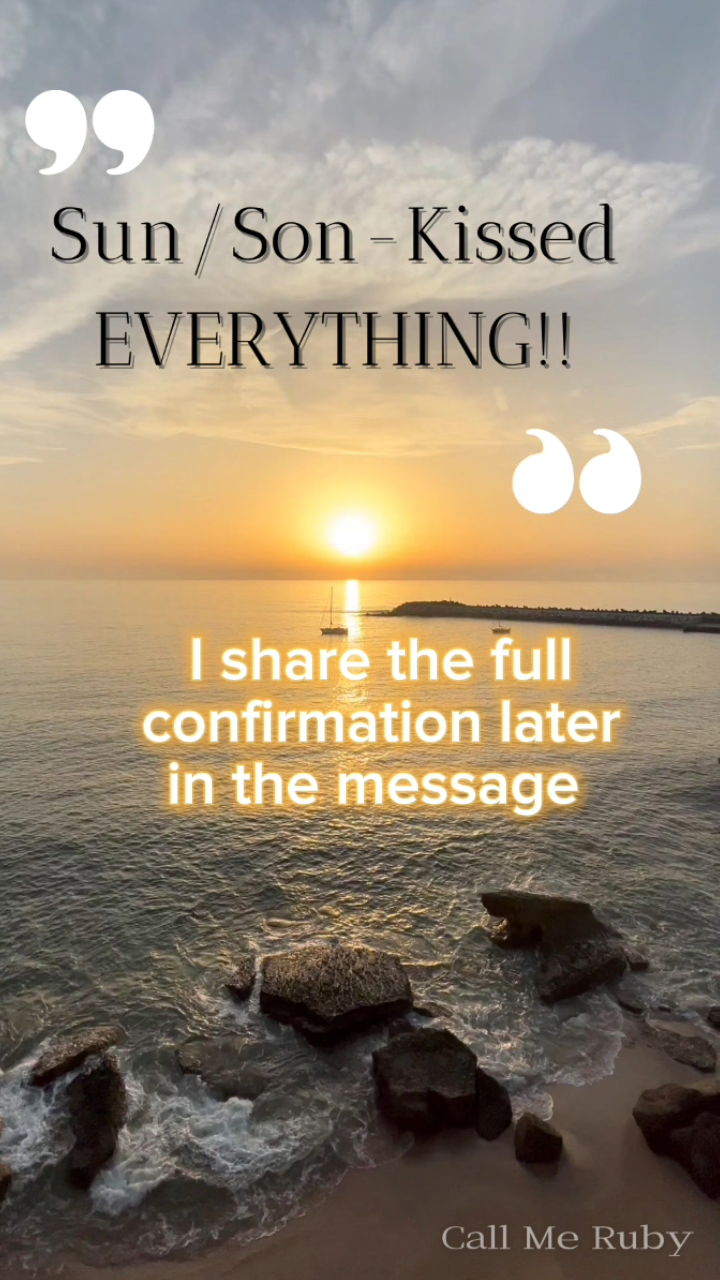 ”
Sun/Son-Kissed
EVERYTHING!!
“
I share the full
confirmation later
in the message
Call Me Ruby